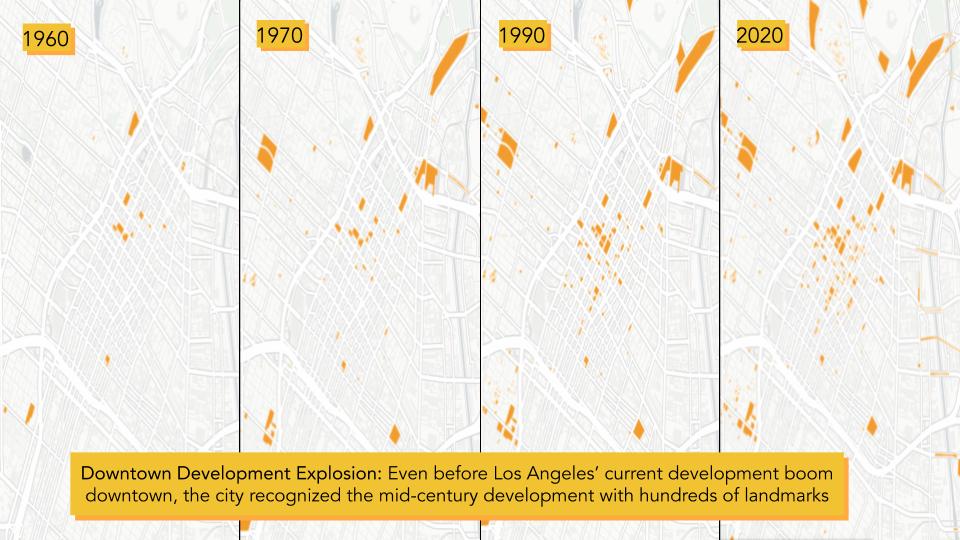 1960
1970
1990
2020
Downtown Development Explosion: Even before Los Angeles’ current development boom
downtown, the city recognized the mid-century development with hundreds of landmarks